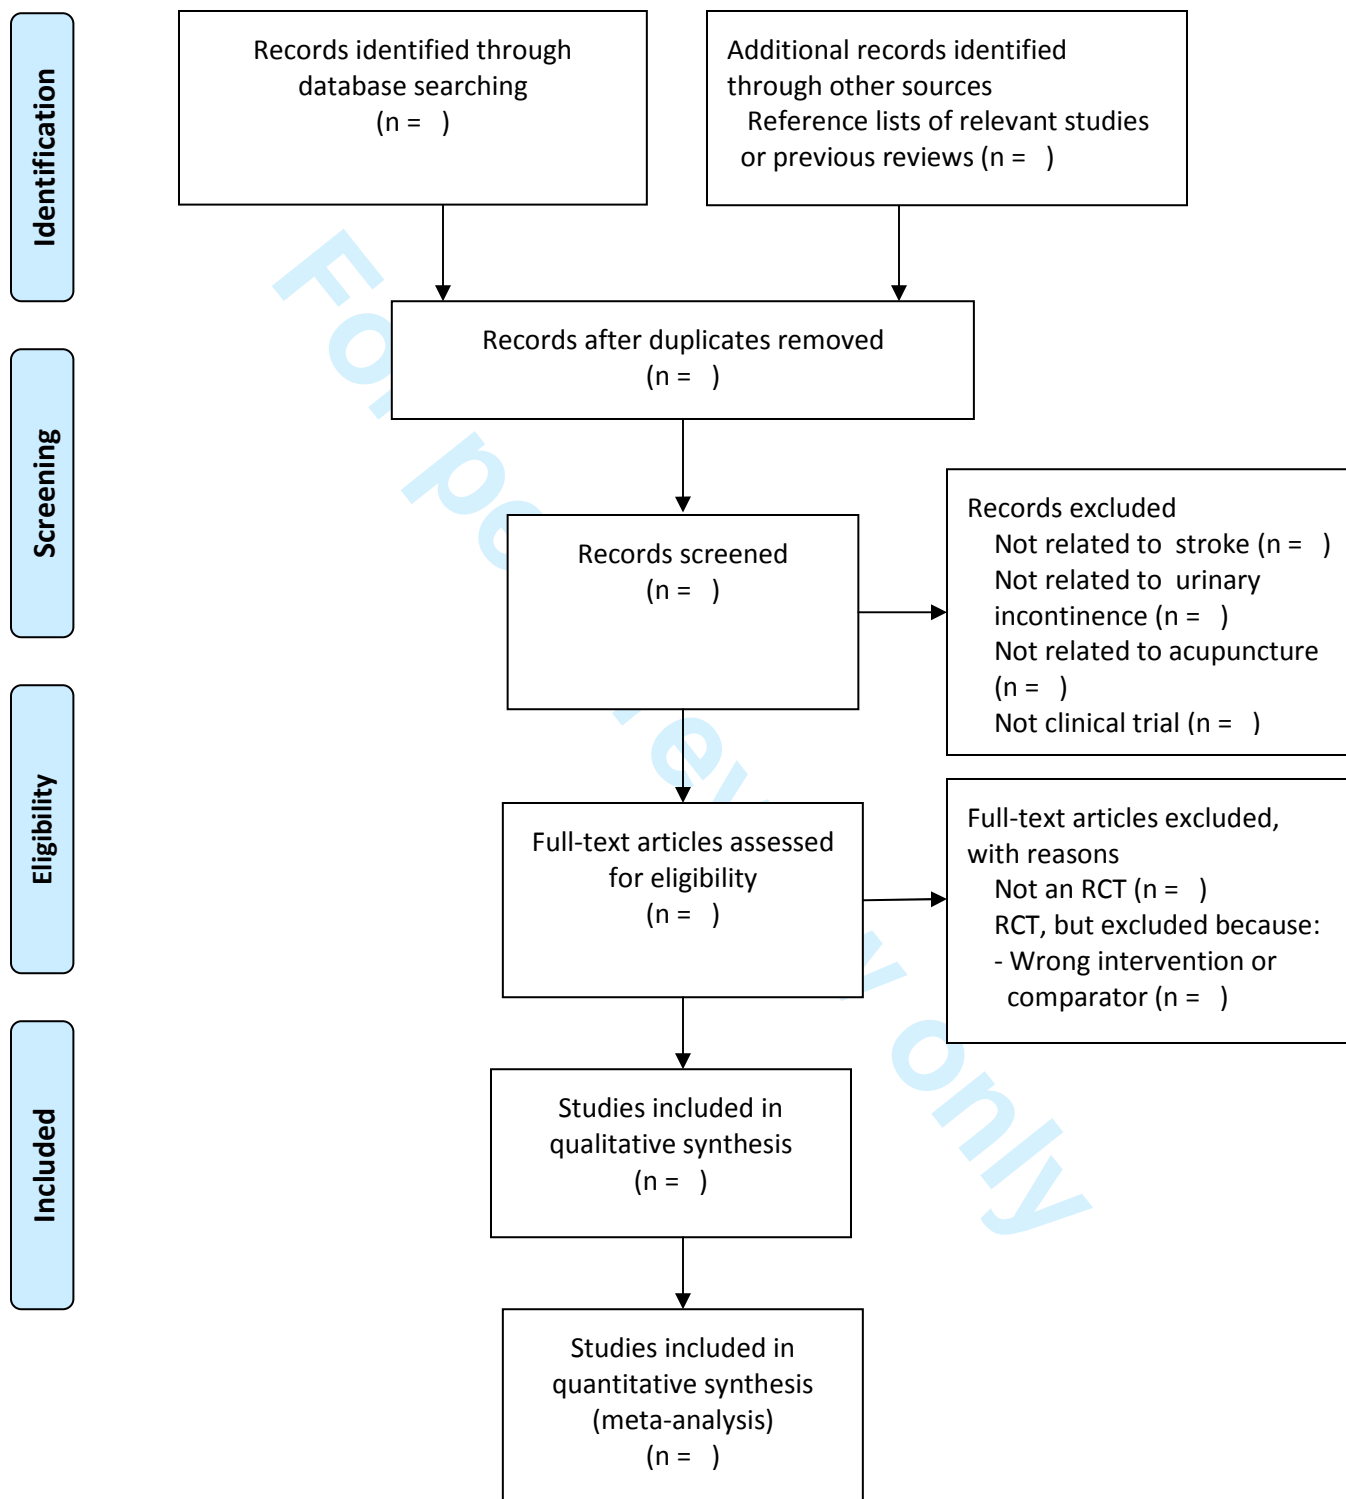 Identification
Records identified through
database searching
(n =   )
Additional records identified
through other sources
Reference lists of relevant studies
or previous reviews (n =   )
Records after duplicates removed
(n =   )
Screening
Records screened
(n =   )
Records excluded
Not related to  stroke (n =   )
Not related to  urinary
incontinence (n =   )
Not related to acupuncture
(n =   )
Not clinical trial (n =   )
Eligibility
Full-text articles assessed
for eligibility
(n =   )
Full-text articles excluded,
with reasons
Not an RCT (n =   )
RCT, but excluded because:
- Wrong intervention or
comparator (n =   )
Included
Studies included in
qualitative synthesis
(n =   )
Studies included in
quantitative synthesis
(meta-analysis)
(n =   )
For peer review only